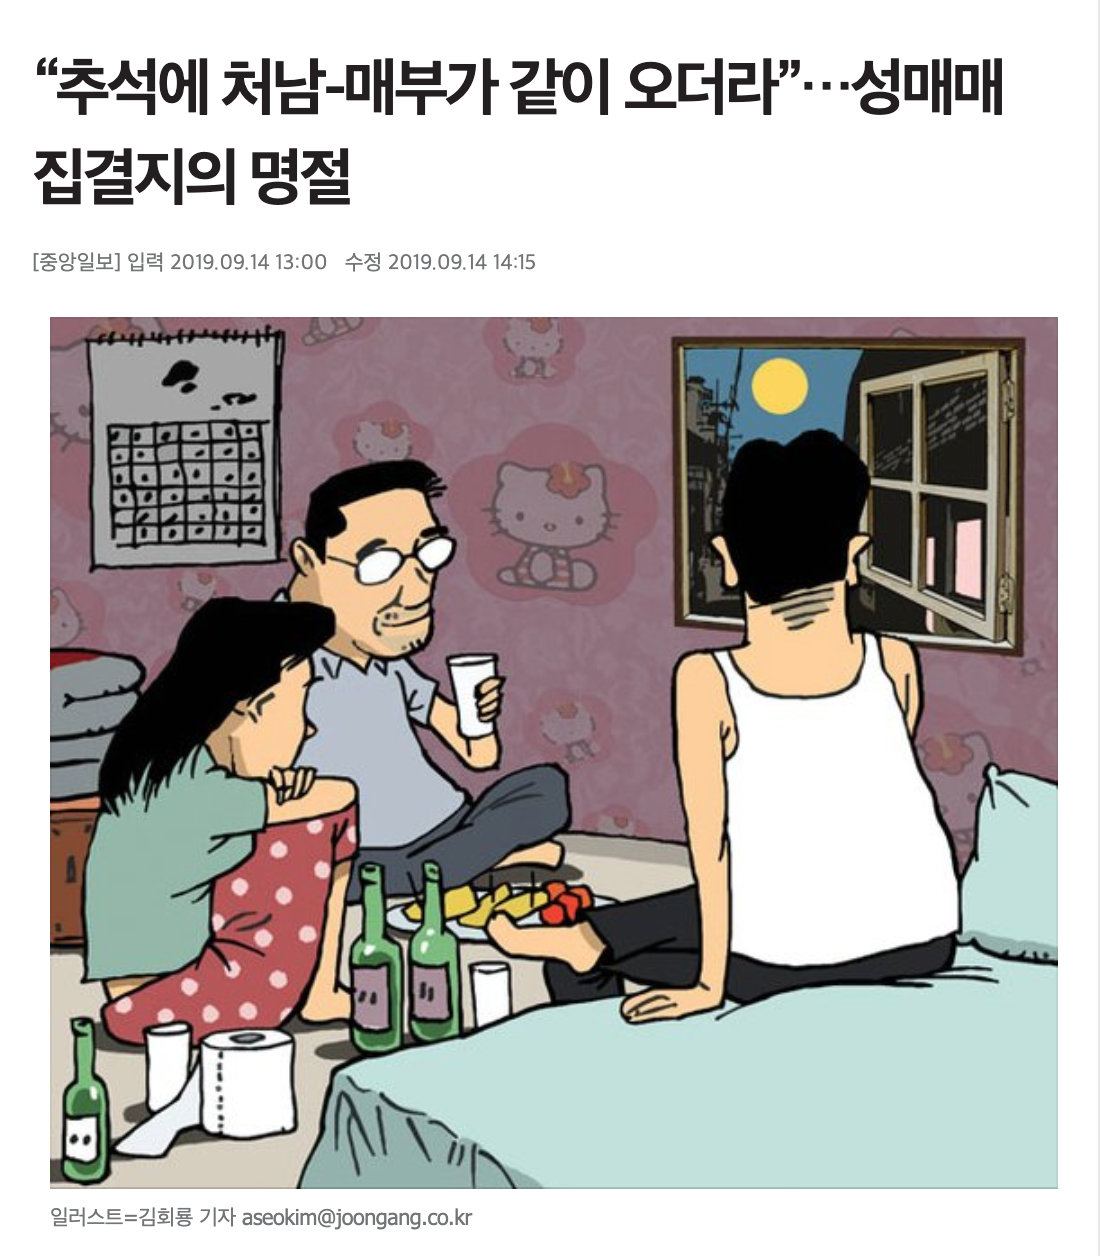 “추석에 처남-매부가 같이 오더라”…성매매
집결지의 명절
[중앙일보] 입력 2019.09.14 13:00 수정 2019.09.14 14:15
일러스트=김회룡 기자 aseokim@joongang.co.kr